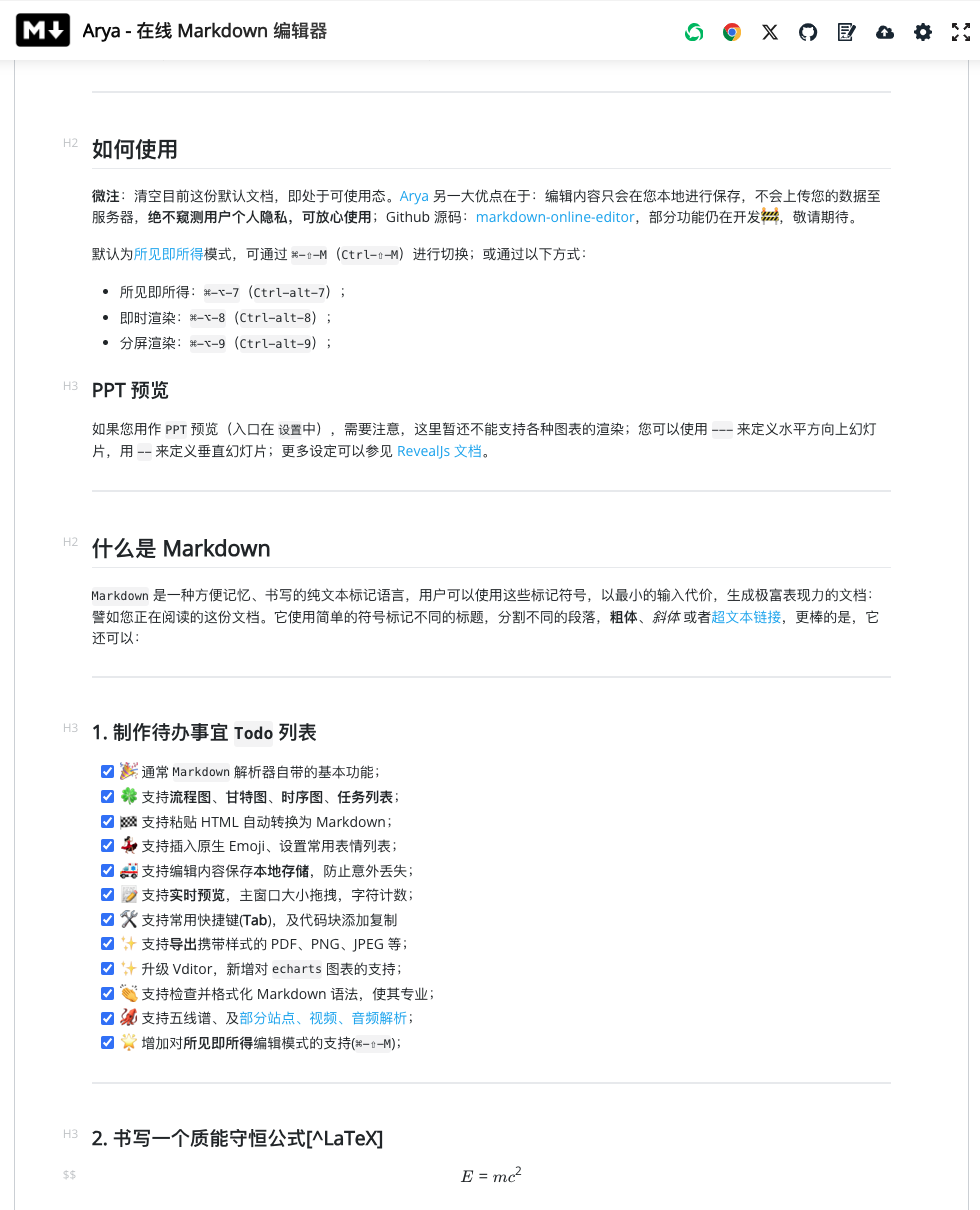 M↓ Arya - 在线 Markdown 编辑器
H2 如何使用
微注：清空目前这份默认文档，即处于可使用态。Arya 另一大优点在于：编辑内容只会在您本地进行保存，不会上传您的数据至
服务器，绝不窥测用户个人隐私，可放心使用；Github 源码：markdown-online-editor，部分功能仍在开发🚧，敬请期待。
默认为所见即所得模式，可通过 ⌘-⇧-M（Ctrl-⇧-M）进行切换；或通过以下方式：
• 所见即所得：⌘-⌥-7（Ctrl-alt-7）；
• 即时渲染：⌘-⌥-8（Ctrl-alt-8）；
• 分屏渲染：⌘-⌥-9（Ctrl-alt-9）；
H3 PPT 预览
如果您用作 PPT 预览（入口在 设置中），需要注意，这里暂还不能支持各种图表的渲染；您可以使用 --- 来定义水平方向上幻灯
片，用 -- 来定义垂直幻灯片；更多设定可以参见 RevealJs 文档。
H2 什么是 Markdown
Markdown 是一种方便记忆、书写的纯文本标记语言，用户可以使用这些标记符号，以最小的输入代价，生成极富表现力的文档：
譬如您正在阅读的这份文档。它使用简单的符号标记不同的标题，分割不同的段落，粗体、斜体 或者超文本链接，更棒的是，它
还可以：
H3 1. 制作待办事宜 Todo 列表
🎉 通常 Markdown 解析器自带的基本功能；
🍀 支持流程图、甘特图、时序图、任务列表；
🏁 支持粘贴 HTML 自动转换为 Markdown；
💃 支持插入原生 Emoji、设置常用表情列表；
🚑 支持编辑内容保存本地存储，防止意外丢失；
📝 支持实时预览，主窗口大小拖拽，字符计数；
🛠 支持常用快捷键(Tab)，及代码块添加复制
✨ 支持导出携带样式的 PDF、PNG、JPEG 等；
✨ 升级 Vditor，新增对 echarts 图表的支持；
👏 支持检查并格式化 Markdown 语法，使其专业；
🦑 支持五线谱、及部分站点、视频、音频解析；
🌟 增加对所见即所得编辑模式的支持(⌘-⇧-M)；
H3 2. 书写一个质能守恒公式[^LaTeX]
$$ E = mc²